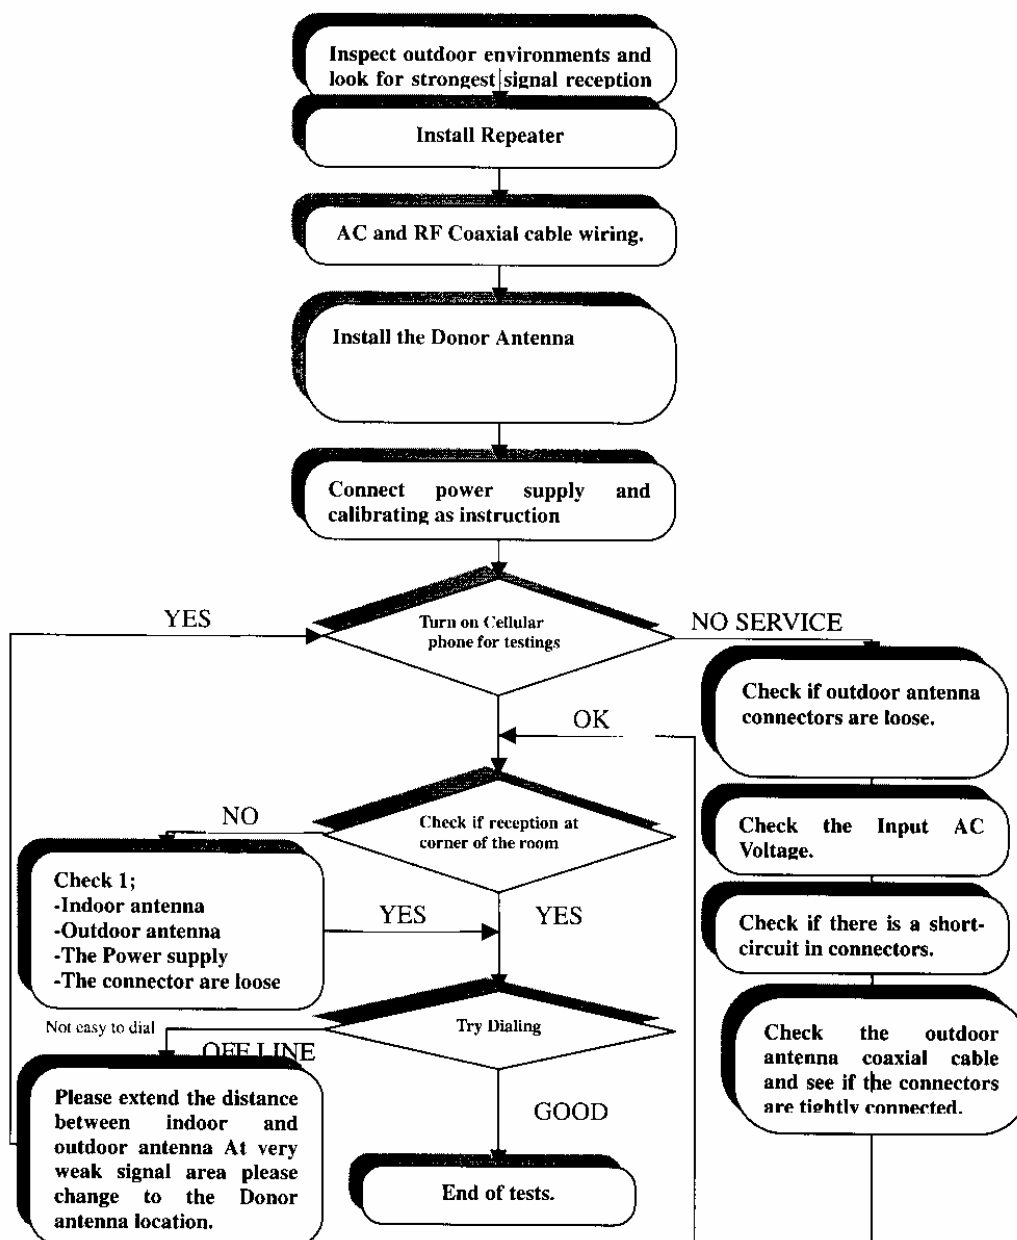 Inspect outdoor environments and
look for strongest signal reception
Install Repeater
AC and RF Coaxial cable wiring.
Install the Donor Antenna
Connect power supply and
calibrating as instruction
Turn on Cellular
phone for testings
YES
NO SERVICE
Check if outdoor antenna
connectors are loose.
OK
Check the Input AC
Voltage.
Check if reception at
corner of the room
NO
Check 1;
-Indoor antenna
-Outdoor antenna
-The Power supply
-The connector are loose
YES
YES
Check if there is a short-
circuit in connectors.
Try Dialing
Not easy to dial
OFF LINE
Check the outdoor
antenna coaxial cable
and see if the connectors
are tightly connected.
Please extend the distance
between indoor and
outdoor antenna At very
weak signal area please
change to the Donor
antenna location.
GOOD
End of tests.